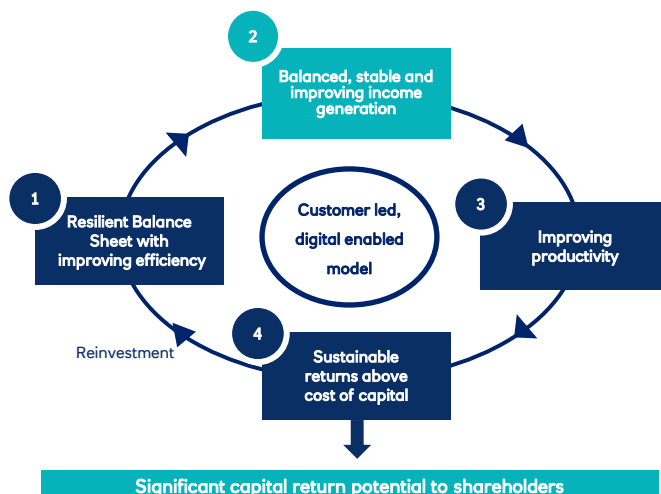 2
Balanced, stable and
improving income
generation
1
Resilient Balance
Sheet with
improving efficiency
Customer led,
digital enabled
model
3
Improving
productivity
4
Sustainable
returns above
cost of capital
Reinvestment
Significant capital return potential to shareholders